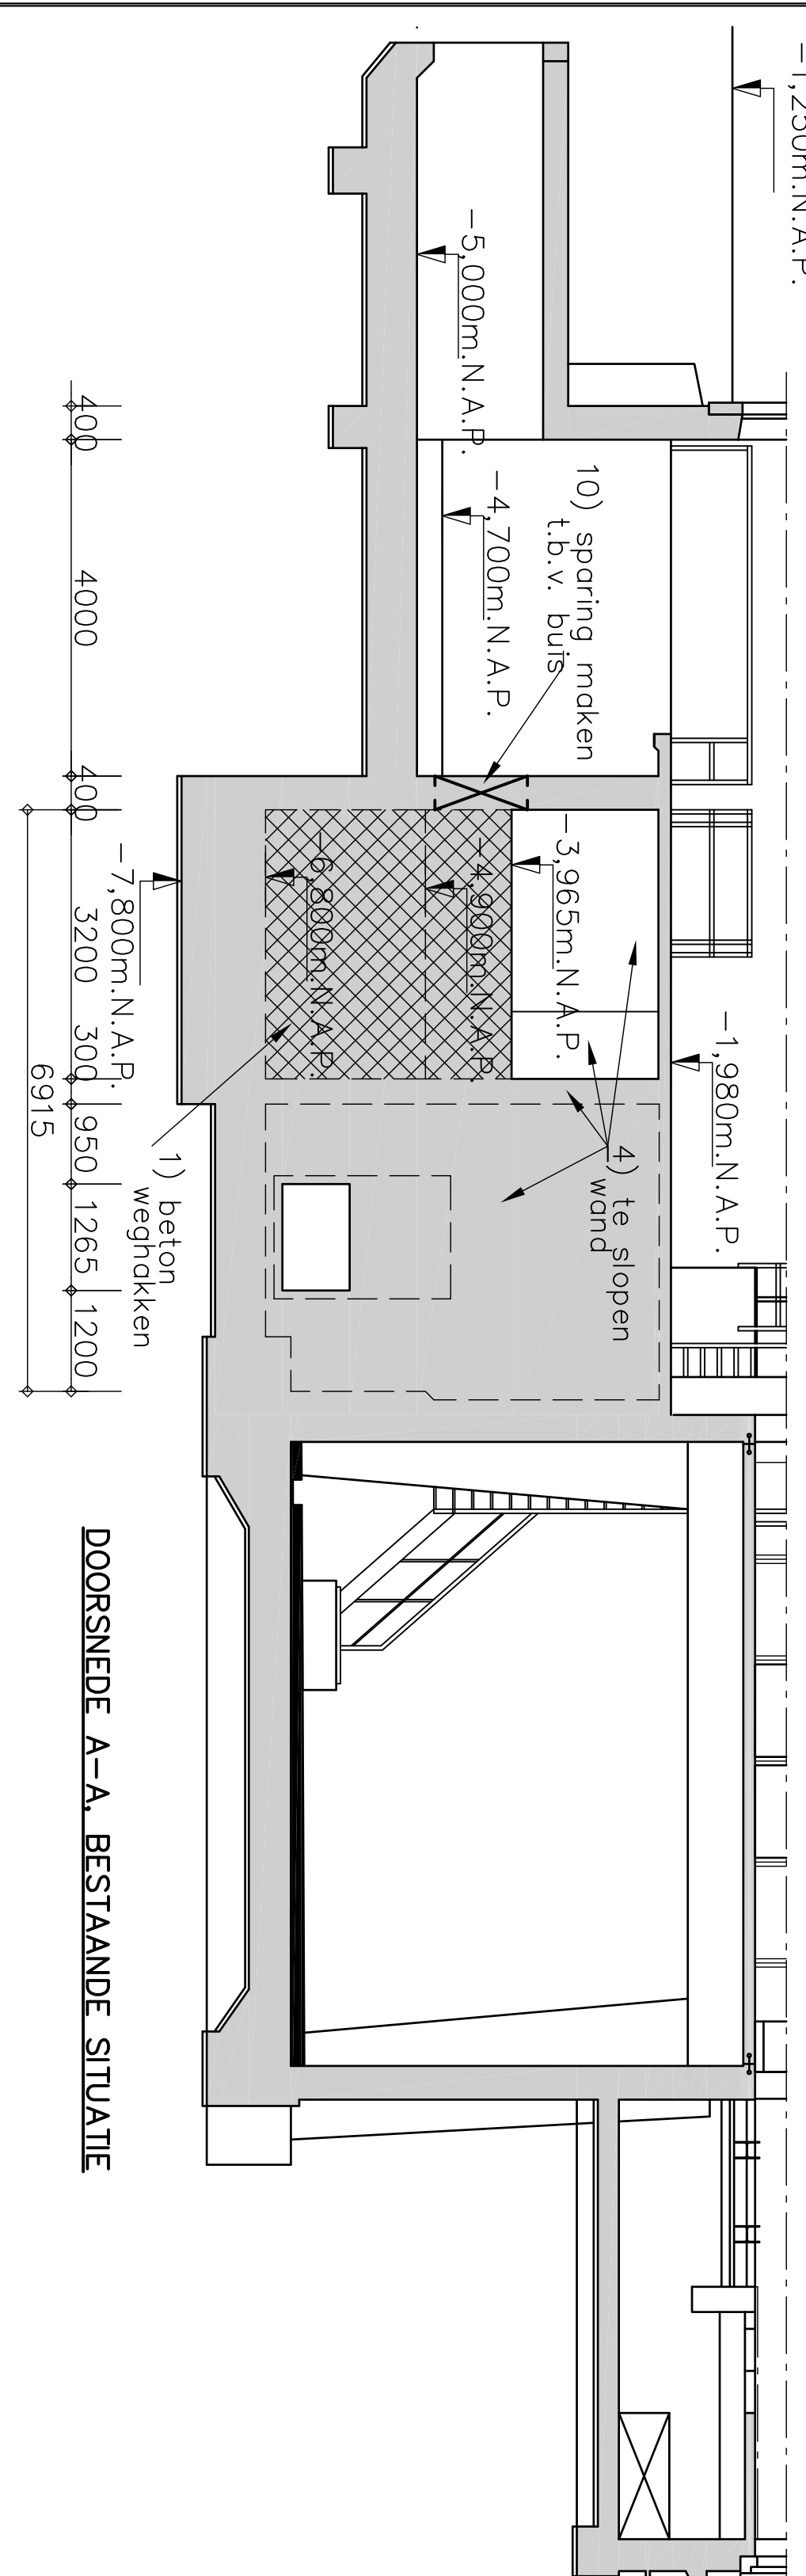 -1,250m.N.A.P.
-5,000m.N.A.P.
-4,700m.N.A.P.
10) sparing maken
t.b.v. buis
-3,965m.N.A.P.
-4,900m.N.A.P.
-6,800m.N.A.P.
-7,800m.N.A.P.
-1,980m.N.A.P.
4) te slopen
wand
1) beton
weghakken
400
4000
400
3200
300
950
1265
1200
6915
DOORSNEDE A-A, BESTAANDE SITUATIE